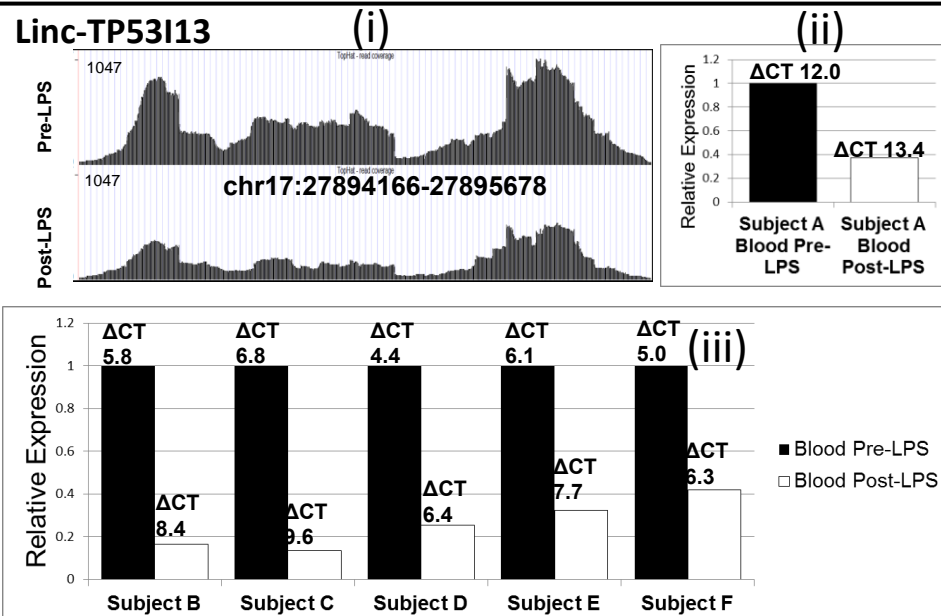 Linc-TP53I13
(i)
(ii)
TopHat - read coverage
1047
Pre-LPS
TopHat - read coverage
1047
chr17:27894166-27895678
Post-LPS
Relative Expression
1.2
1
0.8
0.6
0.4
0.2
0
ΔCT 12.0
ΔCT 13.4
Subject A
Blood Pre-
LPS
Subject A
Blood
Post-LPS
(iii)
Relative Expression
1.2
1
0.8
0.6
0.4
0.2
0
ΔCT
5.8
ΔCT
8.4
ΔCT
6.8
ΔCT
9.6
ΔCT
4.4
ΔCT
6.4
ΔCT
6.1
ΔCT
7.7
ΔCT
5.0
ΔCT
6.3
Subject B
Subject C
Subject D
Subject E
Subject F
Blood Pre-LPS
Blood Post-LPS